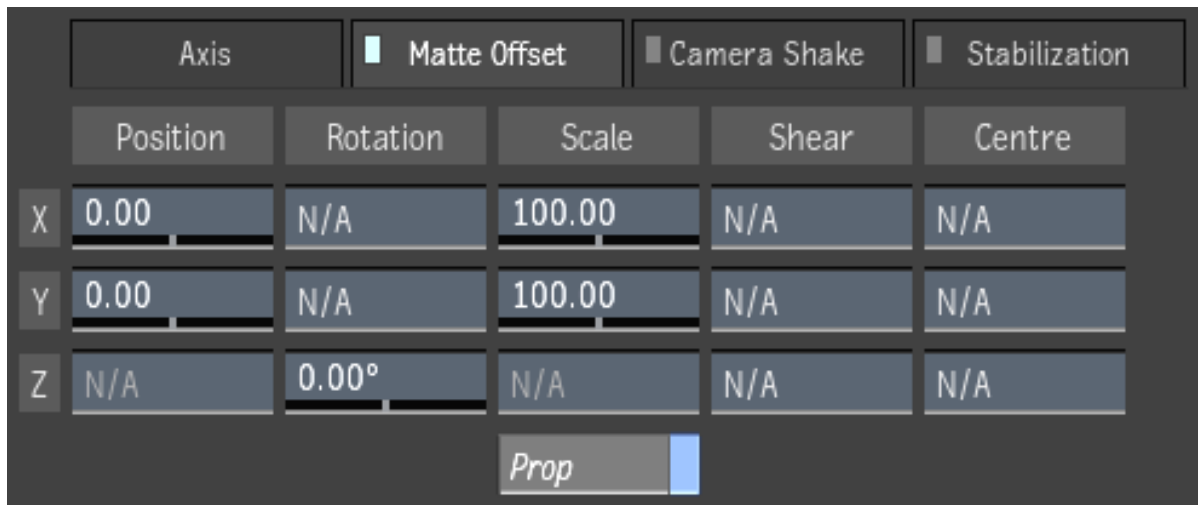 Axis Matte Offset Camera Shake Stabilization
Position Rotation Scale Shear Centre
X 0.00 N/A 100.00 N/A N/A
Y 0.00 N/A 100.00 N/A N/A
Z N/A 0.00° N/A N/A N/A
Prop